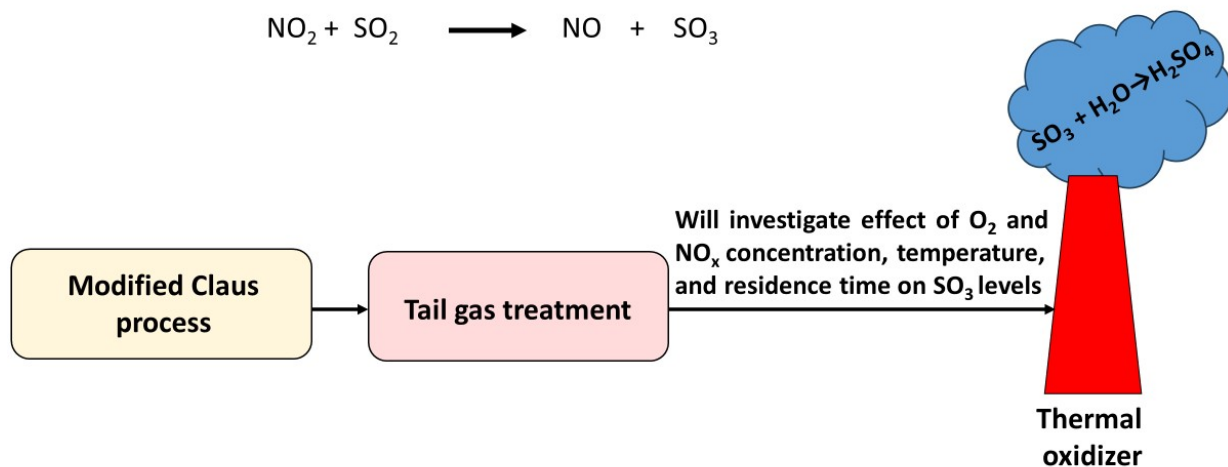 NO₂ + SO₂ → NO + SO₃
SO₃ + H₂O→H₂SO₄
Will investigate effect of O₂ and
NOₓ concentration, temperature,
and residence time on SO₃ levels
Modified Claus
process
Tail gas treatment
Thermal
oxidizer